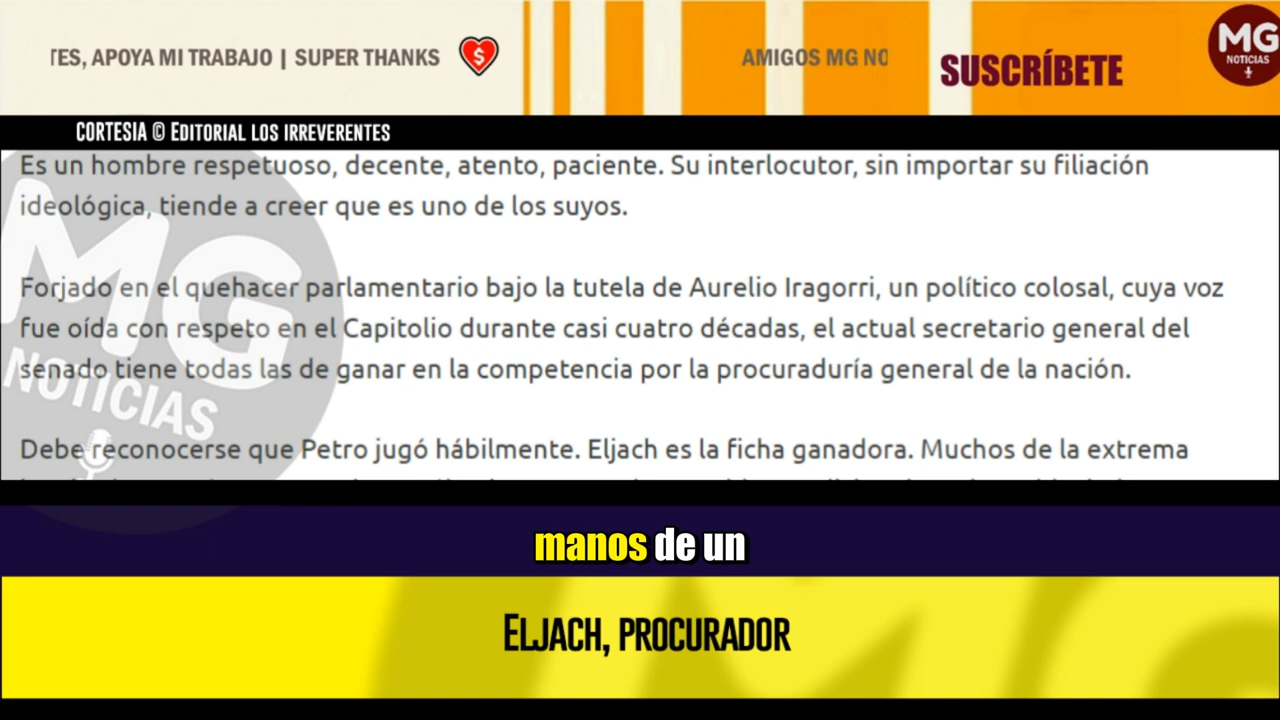 TES, APOYA MI TRABAJO | SUPER THANKS
$
AMIGOS MG NO
SUSCRÍBETE
MG
NOTICIAS
CORTESIA © EDITORIAL LOS IRREVERENTES
Es un hombre respetuoso, decente, atento, paciente. Su interlocutor, sin importar su filiación
ideológica, tiende a creer que es uno de los suyos.
Forjado en el quehacer parlamentario bajo la tutela de Aurelio Iragorri, un político colosal, cuya voz
fue oída con respeto en el Capitolio durante casi cuatro décadas, el actual secretario general del
senado tiene todas las de ganar en la competencia por la procuraduría general de la nación.
Debe reconocerse que Petro jugó hábilmente. Eljach es la ficha ganadora. Muchos de la extrema
MG
NOTICIAS
manos de un
ELJACH, PROCURADOR